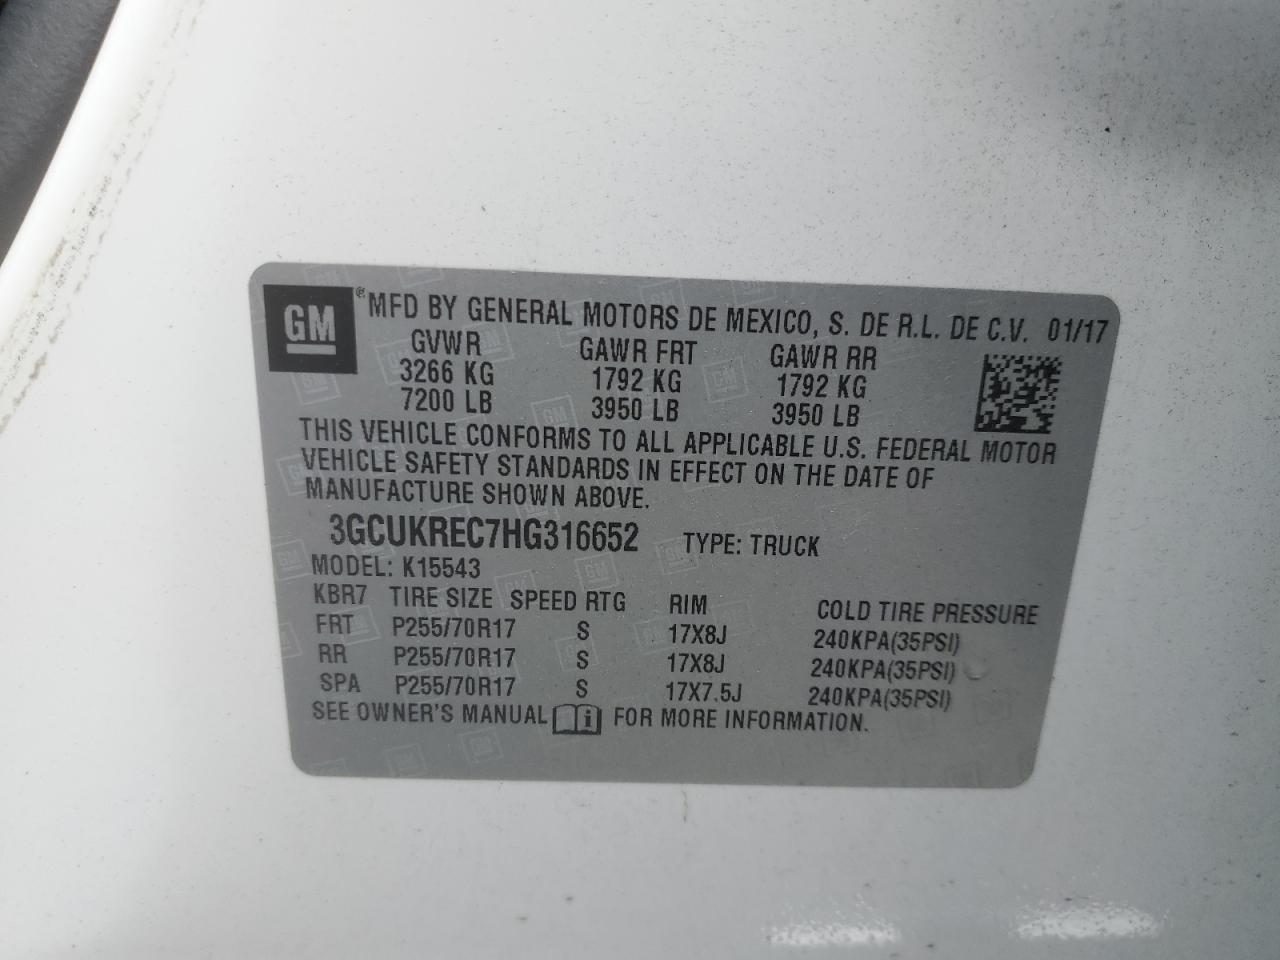 GM ® MFD BY GENERAL MOTORS DE MEXICO, S. DE R.L. DE C.V. 01/17
GVWR GAWR FRT GAWR RR
3266 KG 1792 KG 1792 KG
7200 LB 3950 LB 3950 LB
THIS VEHICLE CONFORMS TO ALL APPLICABLE U.S. FEDERAL MOTOR
VEHICLE SAFETY STANDARDS IN EFFECT ON THE DATE OF
MANUFACTURE SHOWN ABOVE.
3GCUKREC7HG316652 TYPE: TRUCK
MODEL: K15543
KBR7 TIRE SIZE SPEED RTG RIM COLD TIRE PRESSURE
FRT P255/70R17 S 17X8J 240KPA(35PSI)
RR P255/70R17 S 17X8J 240KPA(35PSI)
SPA P255/70R17 S 17X7.5J 240KPA(35PSI)
SEE OWNER'S MANUAL i FOR MORE INFORMATION.